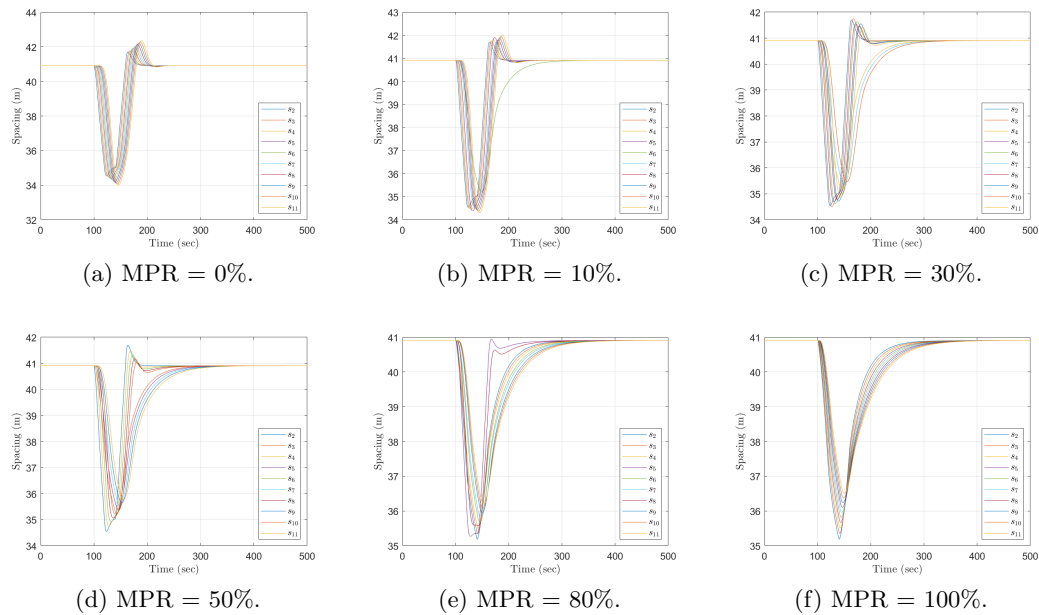 44
42
40
38
36
34
32
Spacing (m)
0 100 200 300 400 500
Time (sec)
s2
s3
s4
s5
s6
s7
s8
s9
s10
s11
(a) MPR = 0%.
43
42
41
40
39
38
37
36
35
34
Spacing (m)
0 100 200 300 400 500
Time (sec)
s2
s3
s4
s5
s6
s7
s8
s9
s10
s11
(b) MPR = 10%.
42
41
40
39
38
37
36
35
34
Spacing (m)
0 100 200 300 400 500
Time (sec)
s2
s3
s4
s5
s6
s7
s8
s9
s10
s11
(c) MPR = 30%.
42
41
40
39
38
37
36
35
34
Spacing (m)
0 100 200 300 400 500
Time (sec)
s2
s3
s4
s5
s6
s7
s8
s9
s10
s11
(d) MPR = 50%.
41
40
39
38
37
36
35
Spacing (m)
0 100 200 300 400 500
Time (sec)
s2
s3
s4
s5
s6
s7
s8
s9
s10
s11
(e) MPR = 80%.
41
40
39
38
37
36
35
Spacing (m)
0 100 200 300 400 500
Time (sec)
s2
s3
s4
s5
s6
s7
s8
s9
s10
s11
(f) MPR = 100%.